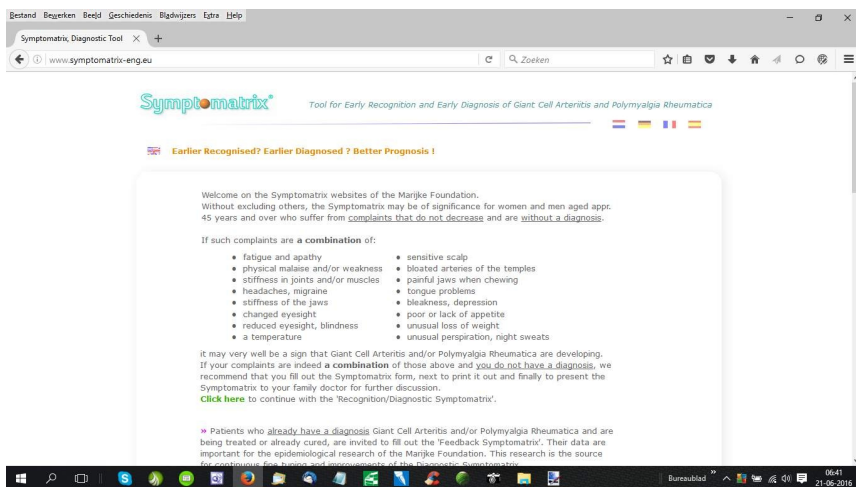 Bestand Bewerken Beeld Geschiedenis Bladwijzers Extra Help
Symptomatrix, Diagnostic Tool
www.symptomatrix-eng.eu
Zoeken
Symptomatrix
Tool for Early Recognition and Early Diagnosis of Giant Cell Arteriitis and Polymyalgia Rheumatica
Earlier Recognised? Earlier Diagnosed ? Better Prognosis !
Welcome on the Symptomatrix websites of the Marijke Foundation.
Without excluding others, the Symptomatrix may be of significance for women and men aged appr.
45 years and over who suffer from complaints that do not decrease and are without a diagnosis.
If such complaints are a combination of:
• fatigue and apathy
• physical malaise and/or weakness
• stiffness in joints and/or muscles
• headaches, migraine
• stiffness of the jaws
• changed eyesight
• reduced eyesight, blindness
• a temperature
• sensitive scalp
• bloated arteries of the temples
• painful jaws when chewing
• tongue problems
• bleakness, depression
• poor or lack of appetite
• unusual loss of weight
• unusual perspiration, night sweats
it may very well be a sign that Giant Cell Arteritis and/or Polymyalgia Rheumatica are developing.
If your complaints are indeed a combination of those above and you do not have a diagnosis, we
recommend that you fill out the Symptomatrix form, next to print it out and finally to present the
Symptomatrix to your family doctor for further discussion.
Click here to continue with the 'Recognition/Diagnostic Symptomatrix'.
» Patients who already have a diagnosis Giant Cell Arteritis and/or Polymyalgia Rheumatica and are
being treated or already cured, are invited to fill out the 'Feedback Symptomatrix'. Their data are
important for the epidemiological research of the Marijke Foundation. This research is the source
for continuous fine tuning and improvements of the Diagnostic Symptomatrix
Bureaublad
06:41
21-06-2016